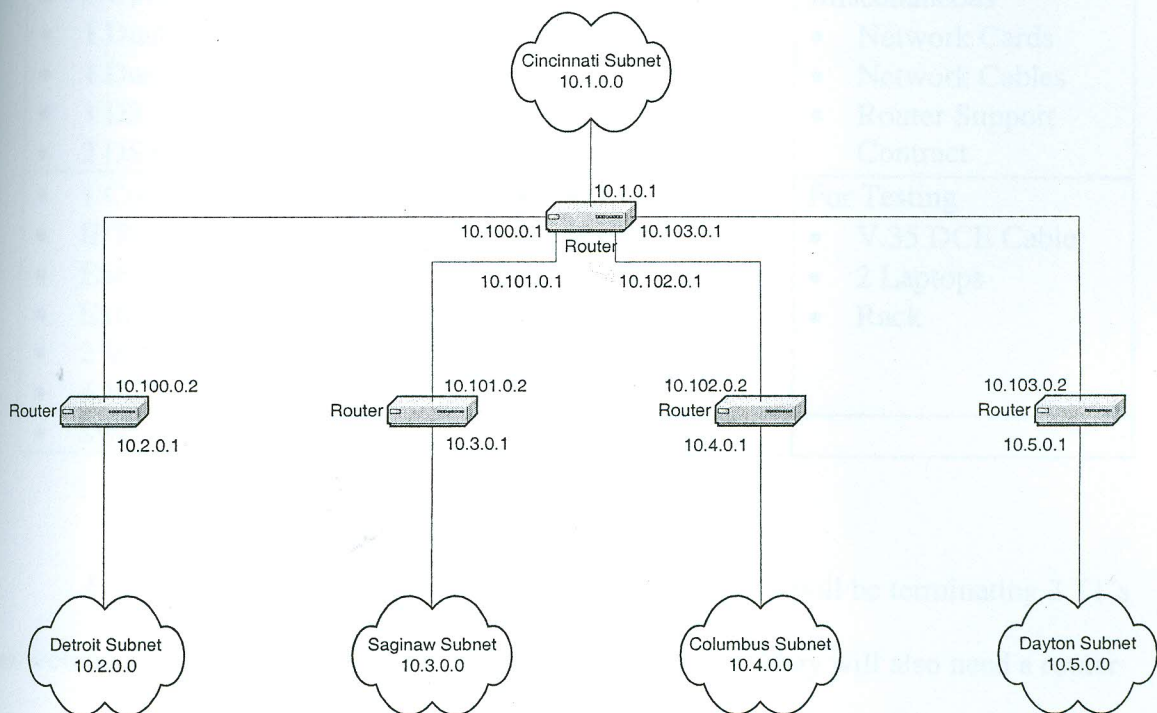 Cincinnati Subnet
10.1.0.0
10.1.0.1
10.100.0.1
10.103.0.1
Router
10.101.0.1
10.102.0.1
10.100.0.2
10.101.0.2
10.102.0.2
10.103.0.2
Router
Router
Router
Router
10.2.0.1
10.3.0.1
10.4.0.1
10.5.0.1
Detroit Subnet
10.2.0.0
Saginaw Subnet
10.3.0.0
Columbus Subnet
10.4.0.0
Dayton Subnet
10.5.0.0
Network Cards
Network Cables
Router Support
Contract
For Testing
V.35 DCE Cable
2 Laptops
Rack
be terminating
will also need a